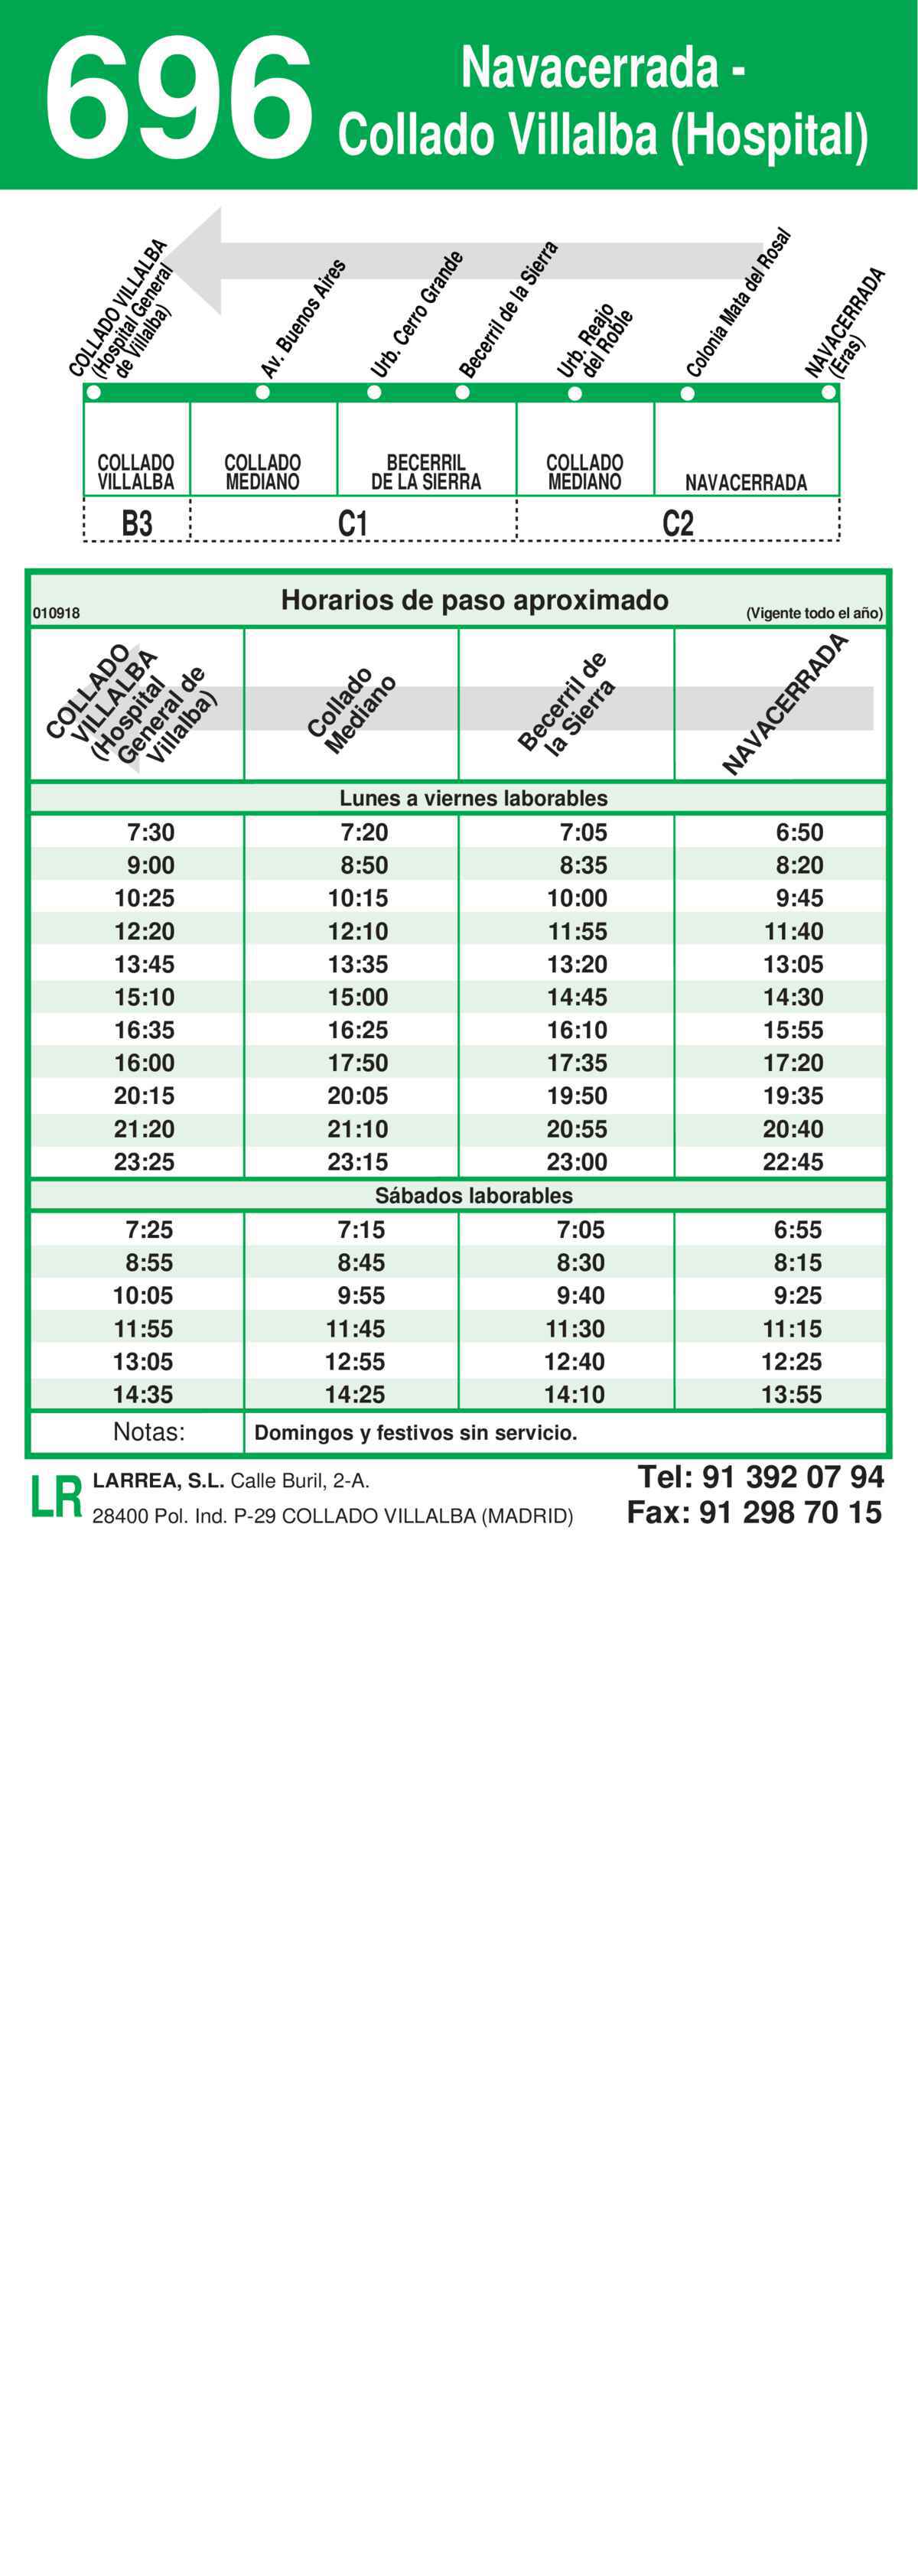 696
Navacerrada -
Collado Villalba (Hospital)
COLLADO VILLALBA
(Hospital General
de Villalba)
Av. Buenos Aires
Urb. Cerro Grande
Becerril de la Sierra
Urb. Reajo
del Roble
Colonia Mata del Rosal
NAVACERRADA
(Eras)
COLLADO
VILLALBA
COLLADO
MEDIANO
BECERRIL
DE LA SIERRA
COLLADO
MEDIANO
NAVACERRADA
B3 C1 C2
010918 Horarios de paso aproximado (Vigente todo el año)
COLLADO
VILLALBA
(Hospital
General de
Villalba)
Collado
Mediano
Becerril de
la Sierra
NAVACERRADA
Lunes a viernes laborables
7:30 7:20 7:05 6:50
9:00 8:50 8:35 8:20
10:25 10:15 10:00 9:45
12:20 12:10 11:55 11:40
13:45 13:35 13:20 13:05
15:10 15:00 14:45 14:30
16:35 16:25 16:10 15:55
16:00 17:50 17:35 17:20
20:15 20:05 19:50 19:35
21:20 21:10 20:55 20:40
23:25 23:15 23:00 22:45
Sábados laborables
7:25 7:15 7:05 6:55
8:55 8:45 8:30 8:15
10:05 9:55 9:40 9:25
11:55 11:45 11:30 11:15
13:05 12:55 12:40 12:25
14:35 14:25 14:10 13:55
Notas: Domingos y festivos sin servicio.
LR LARREA, S.L. Calle Buril, 2-A. Tel: 91 392 07 94
28400 Pol. Ind. P-29 COLLADO VILLALBA (MADRID) Fax: 91 298 70 15